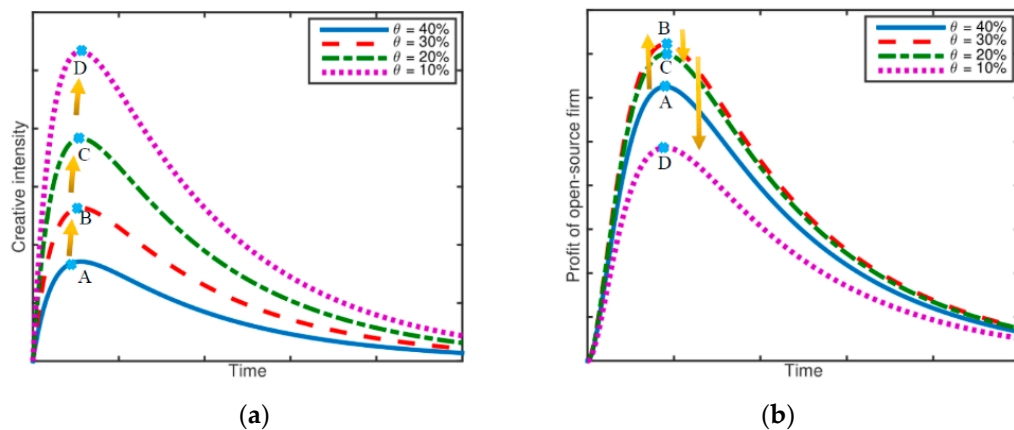 Creative intensity
θ = 40%
θ = 30%
θ = 20%
θ = 10%
D
C
B
A
Time
(a)
Profit of open-source firm
θ = 40%
θ = 30%
θ = 20%
θ = 10%
B
C
A
D
Time
(b)